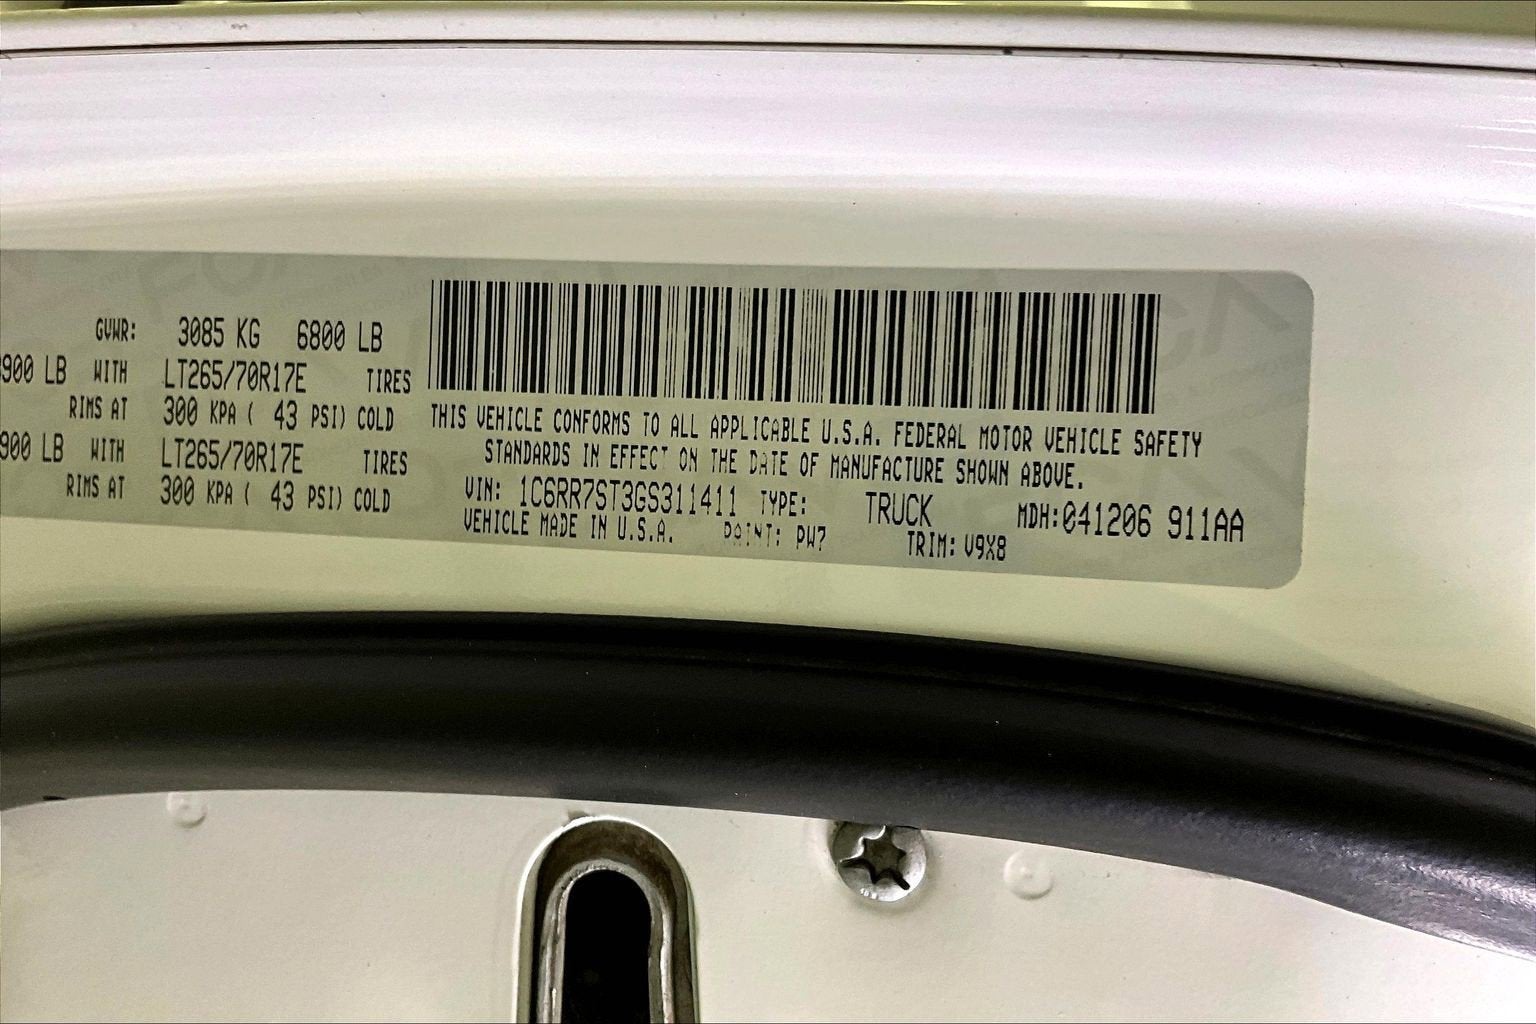 GVWR: 3085 KG 6800 LB
900 LB WITH LT265/70R17E TIRES
RIMS AT 300 KPA ( 43 PSI) COLD
900 LB WITH LT265/70R17E TIRES
RIMS AT 300 KPA ( 43 PSI) COLD
THIS VEHICLE CONFORMS TO ALL APPLICABLE U.S.A. FEDERAL MOTOR VEHICLE SAFETY
STANDARDS IN EFFECT ON THE DATE OF MANUFACTURE SHOWN ABOVE.
VIN: 1C6RR7ST3GS311411 TYPE: TRUCK MDH:041206 911AA
VEHICLE MADE IN U.S.A. PAINT: PW7 TRIM: V9X8